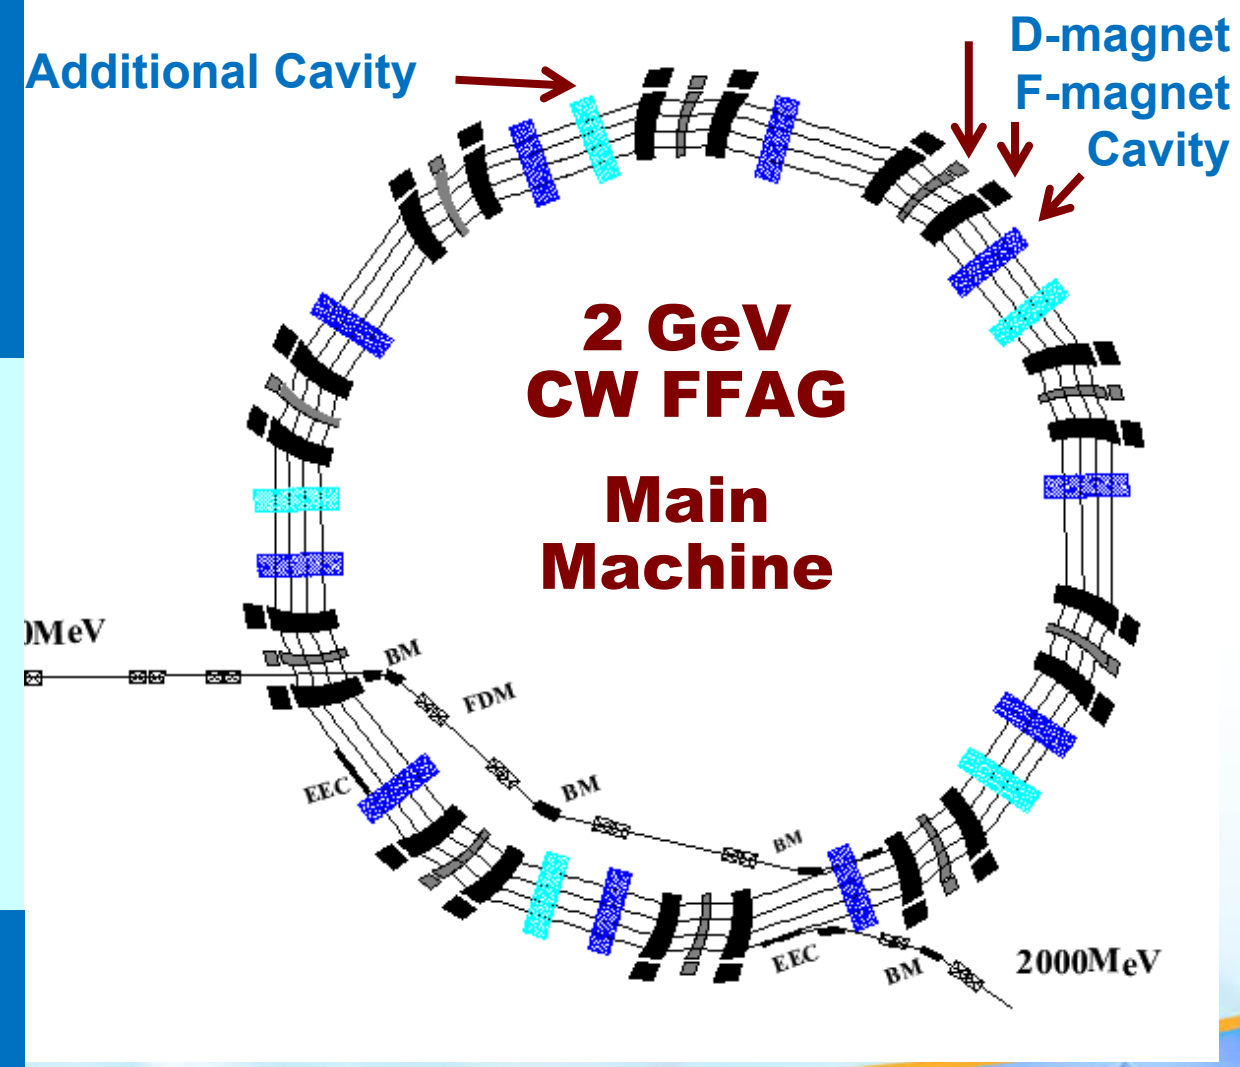 D-magnet
Additional Cavity
F-magnet
Cavity
2 GeV
CW FFAG
Main
Machine
MeV
BM
FDM
EEC
BM
BM
EEC
BM
2000MeV